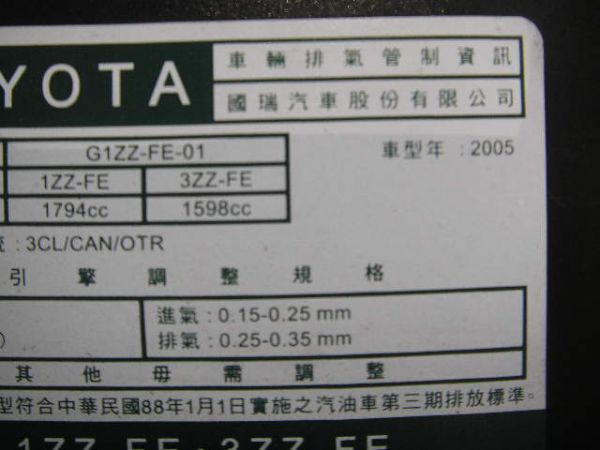 YOTA
車輛排氣管制資訊
國瑞汽車股份有限公司
G1ZZ-FE-01
車型年 : 2005
1ZZ-FE 3ZZ-FE
1794cc 1598cc
: 3CL/CAN/OTR
引擎調整規格
進氣 : 0.15-0.25 mm
排氣 : 0.25-0.35 mm
其他毋需調整
型符合中華民國88年1月1日實施之汽油車第三期排放標準。
1ZZ-FE · 3ZZ-FE